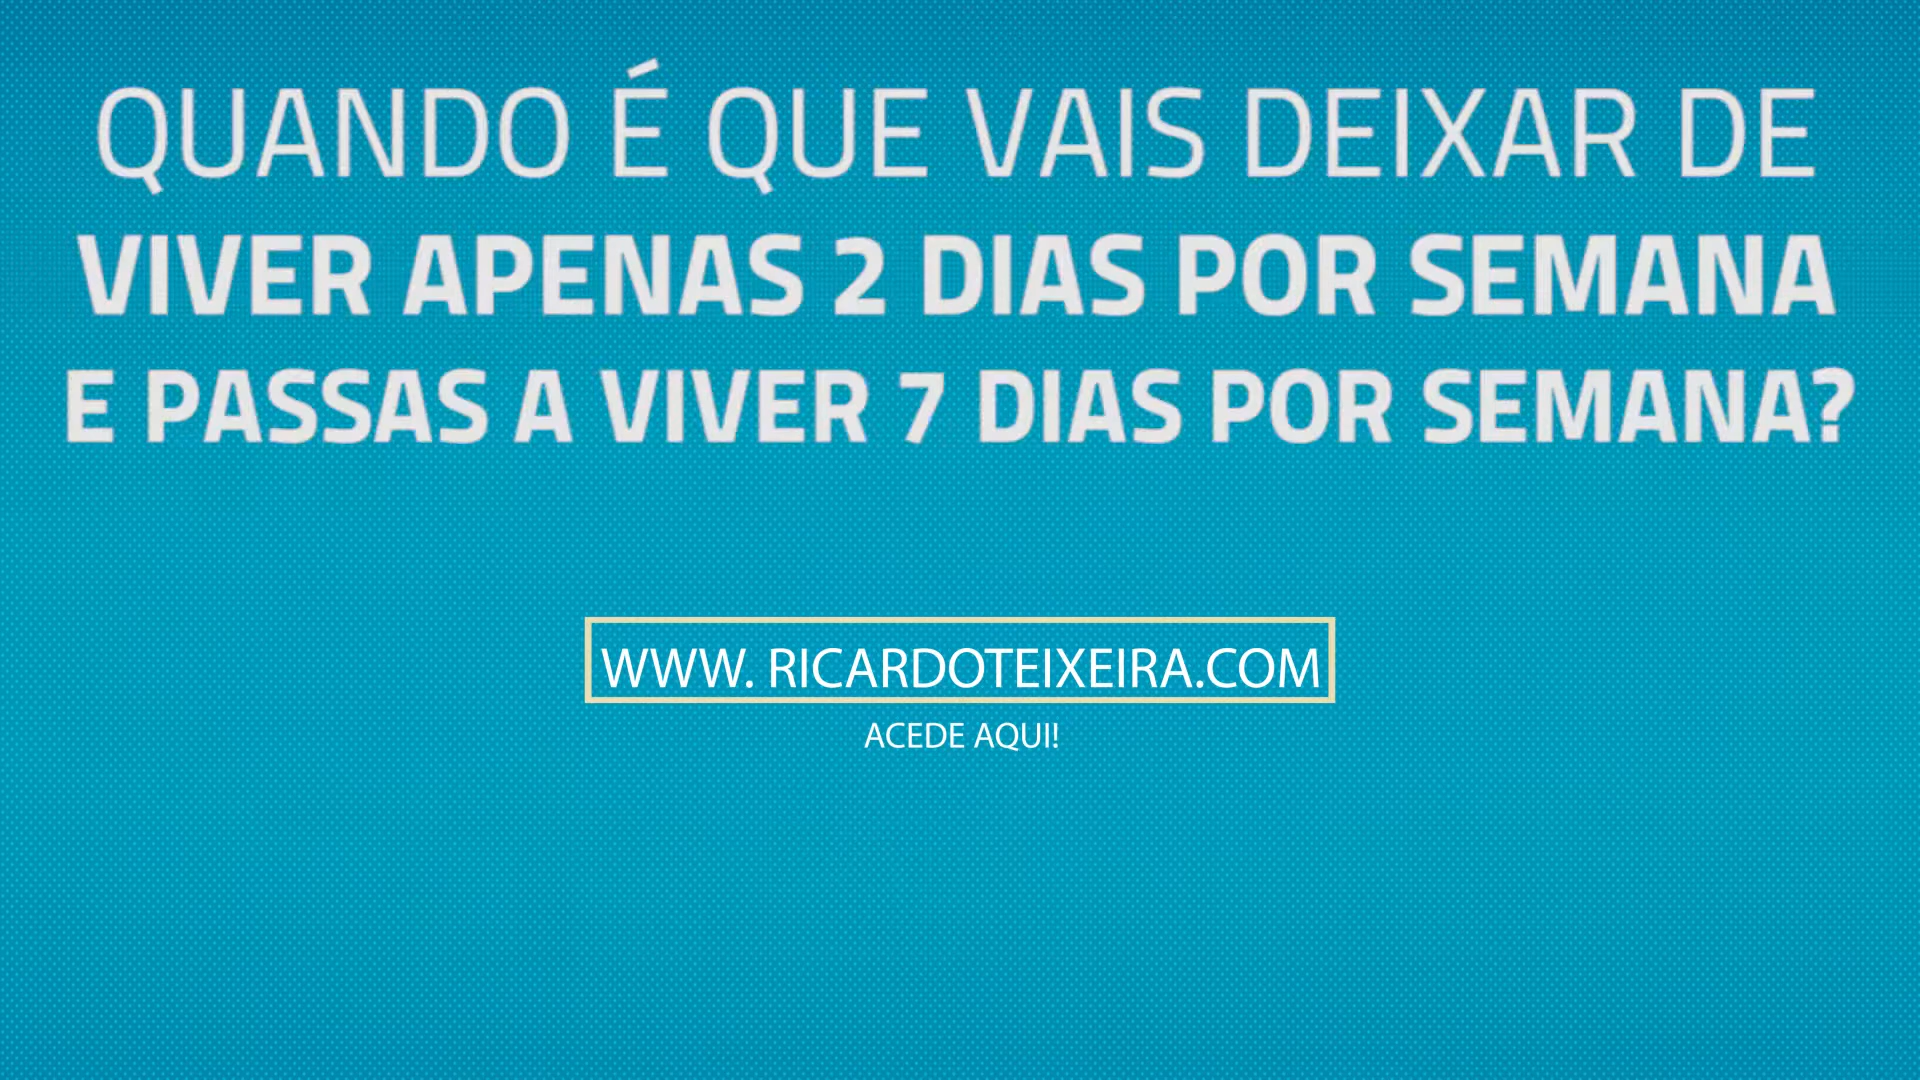 QUANDO É QUE VAIS DEIXAR DE
VIVER APENAS 2 DIAS POR SEMANA
E PASSAS A VIVER 7 DIAS POR SEMANA?
WWW. RICARDOTEIXEIRA.COM
ACEDE AQUI!